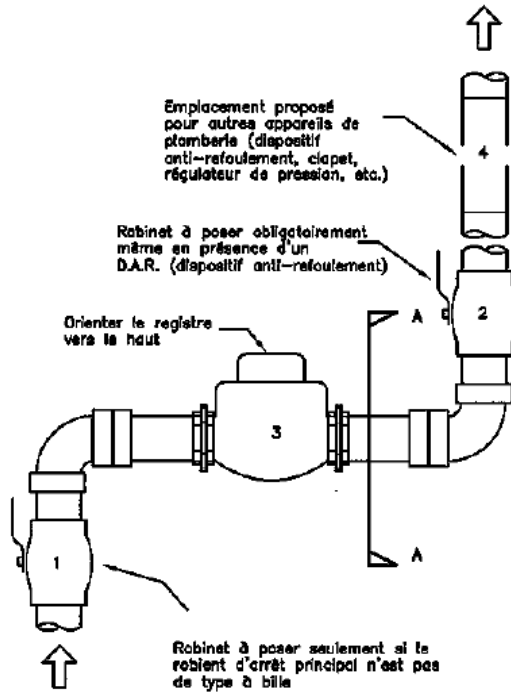 Emplacement proposé
pour autres appareils de
plomberie (dispositif
anti-refoulement, clapet,
régulateur de pression, etc.)
4
Robinet à poser obligatoirement
même en présence d'un
D.A.R. (dispositif anti-refoulement)
A
2
Orienter le registre
vers le haut
3
A
1
Robinet à poser seulement si le
robient d'arrêt principal n'est pas
de type à bille